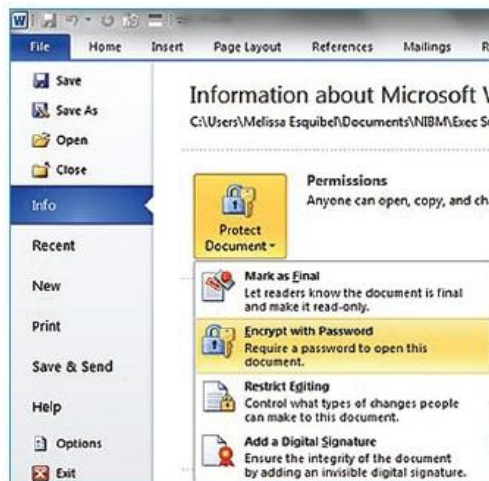 W
File Home Insert Page Layout References Mailings R
Save
Save As
Open
Close
Info
Recent
New
Print
Save & Send
Help
Options
Exit
Information about Microsoft W
C:\Users\Melissa Esquibel\Documents\NIBM\Exec S
Protect
Document
Permissions
Anyone can open, copy, and ch
Mark as Final
Let readers know the document is final
and make it read-only.
Encrypt with Password
Require a password to open this
document.
Restrict Editing
Control what types of changes people
can make to this document.
Add a Digital Signature
Ensure the integrity of the document
by adding an invisible digital signature.